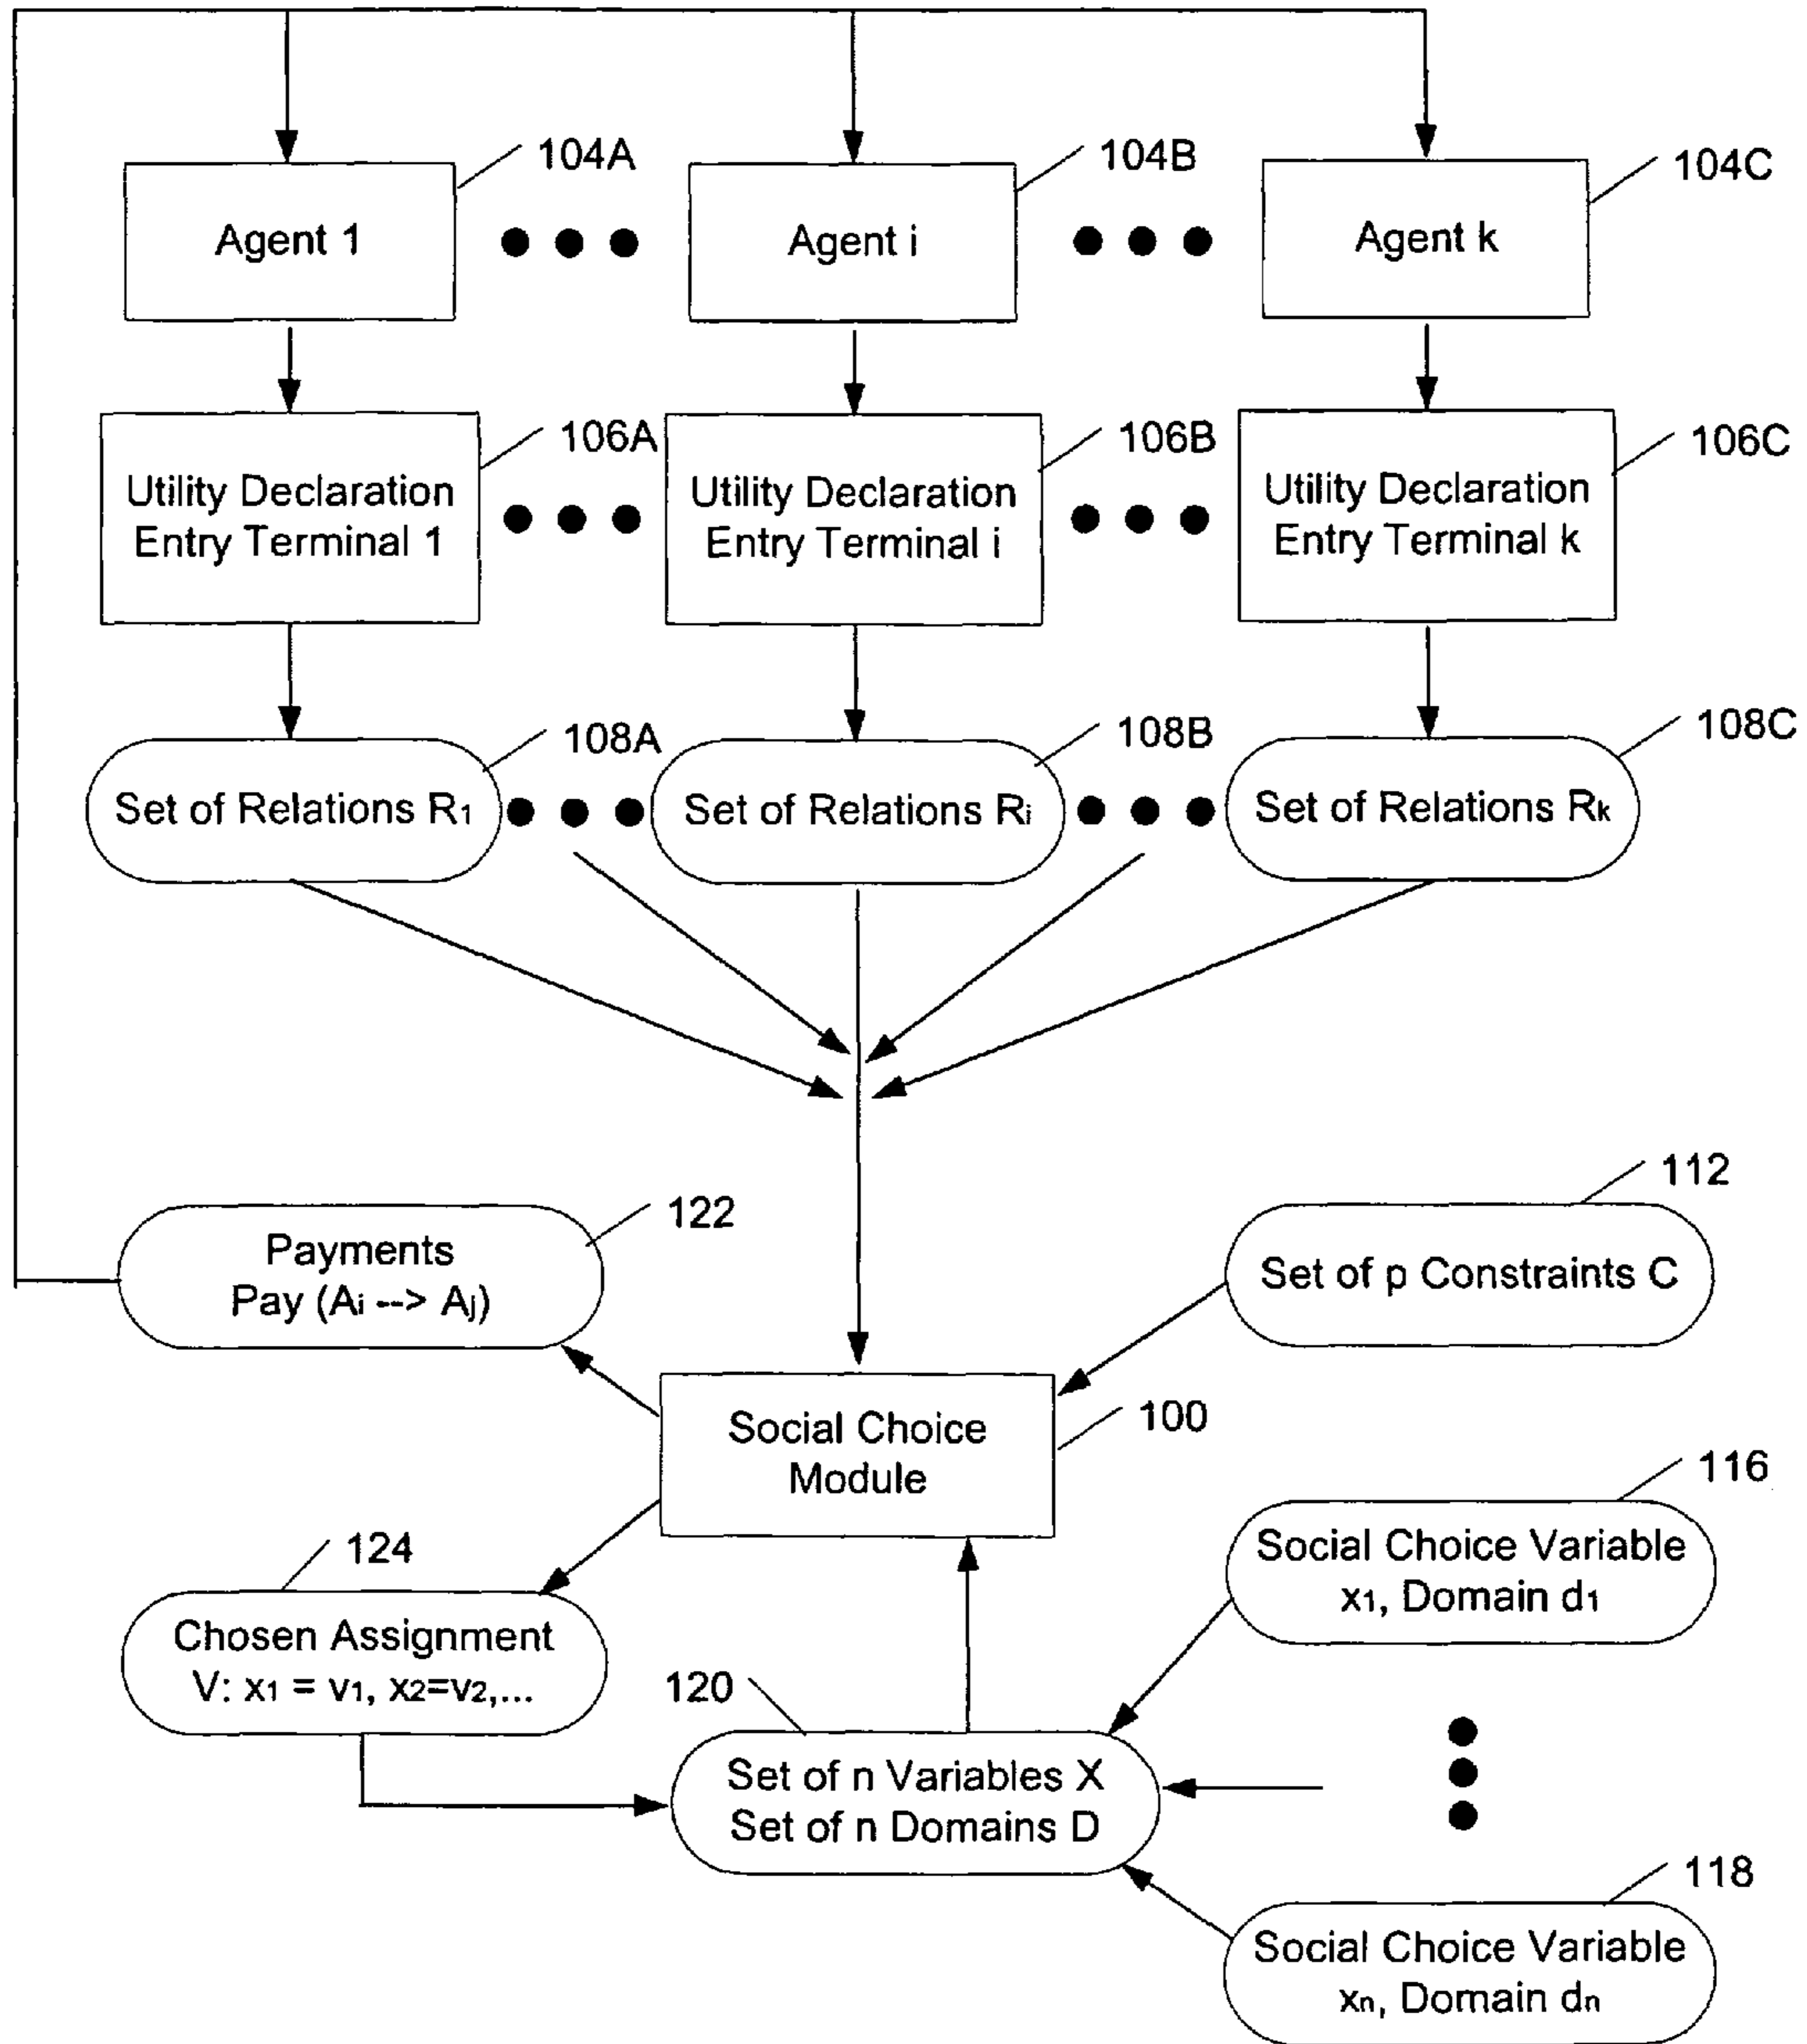 104A
104B
104C
Agent 1
Agent i
Agent k
106A
106B
106C
Utility Declaration
Entry Terminal 1
Utility Declaration
Entry Terminal i
Utility Declaration
Entry Terminal k
108A
108B
108C
Set of Relations R1
Set of Relations Ri
Set of Relations Rk
112
122
Payments
Pay (Ai --> Aj)
Set of p Constraints C
100
Social Choice
Module
116
124
Social Choice Variable
x1, Domain d1
Chosen Assignment
V: x1 = v1, x2=v2,...
120
Set of n Variables X
Set of n Domains D
118
Social Choice Variable
xn, Domain dn